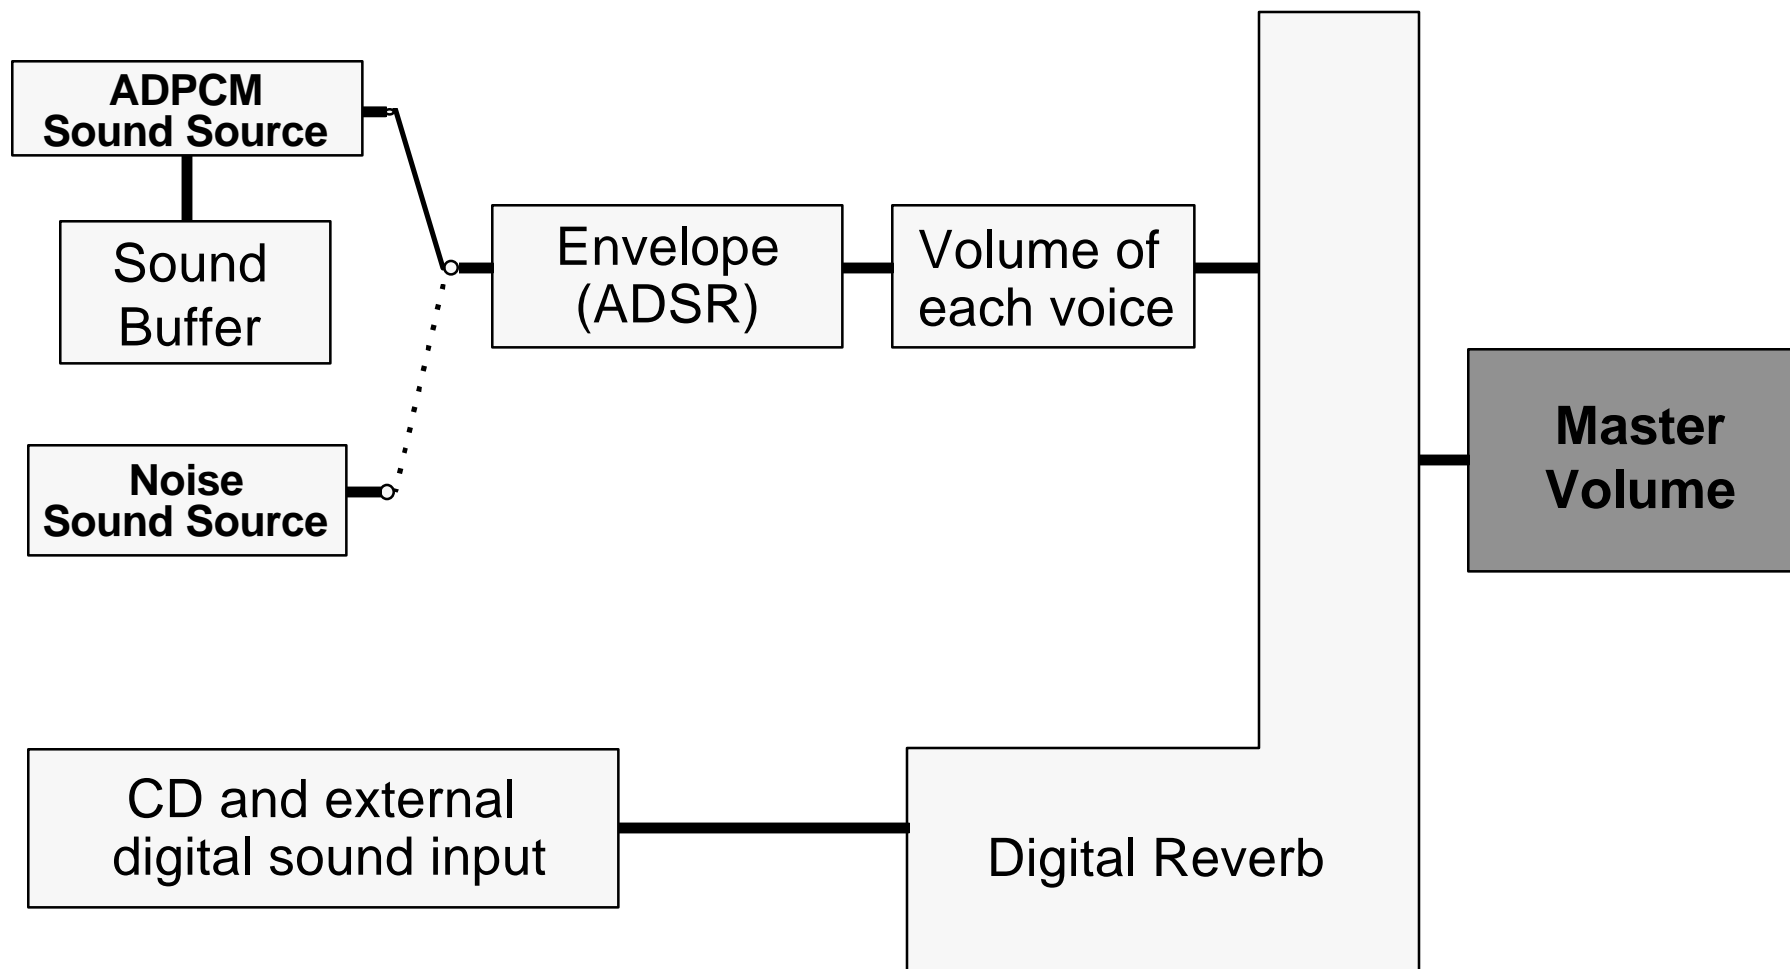 ADPCM
Sound Source
Sound
Buffer
Envelope
(ADSR)
Volume of
each voice
Noise
Sound Source
Master
Volume
CD and external
digital sound input
Digital Reverb